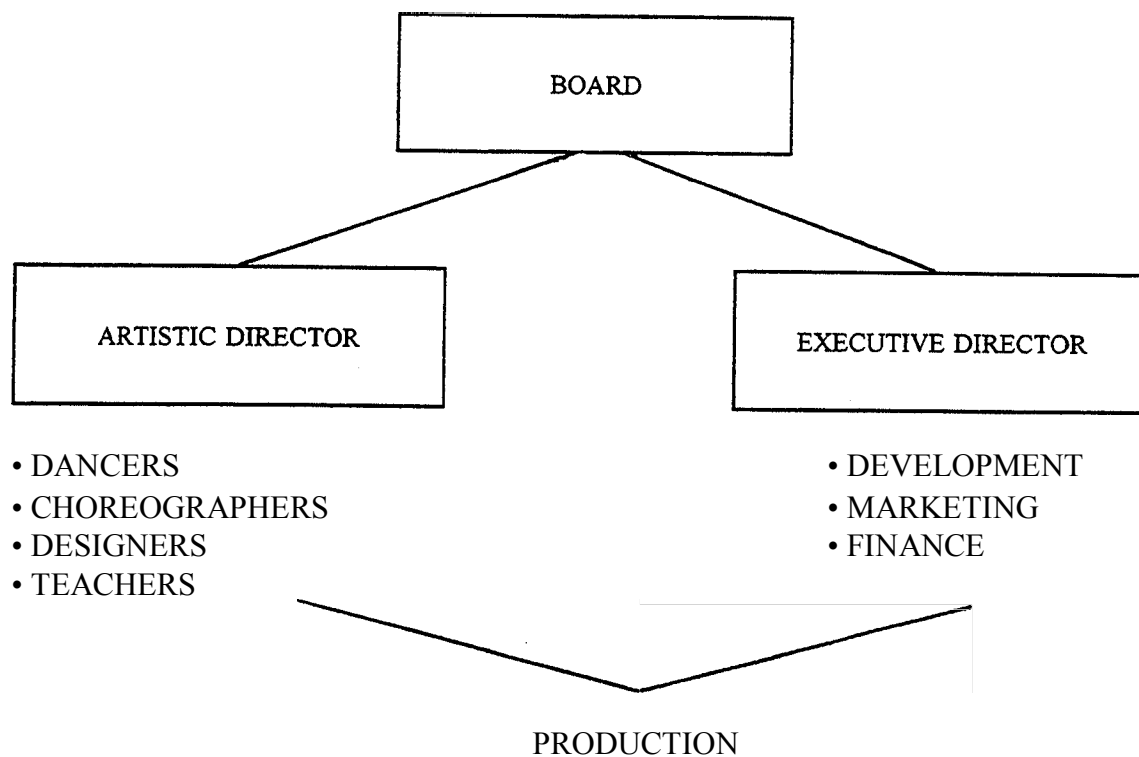 BOARD
ARTISTIC DIRECTOR
EXECUTIVE DIRECTOR
• DANCERS
• CHOREOGRAPHERS
• DESIGNERS
• TEACHERS
• DEVELOPMENT
• MARKETING
• FINANCE
PRODUCTION